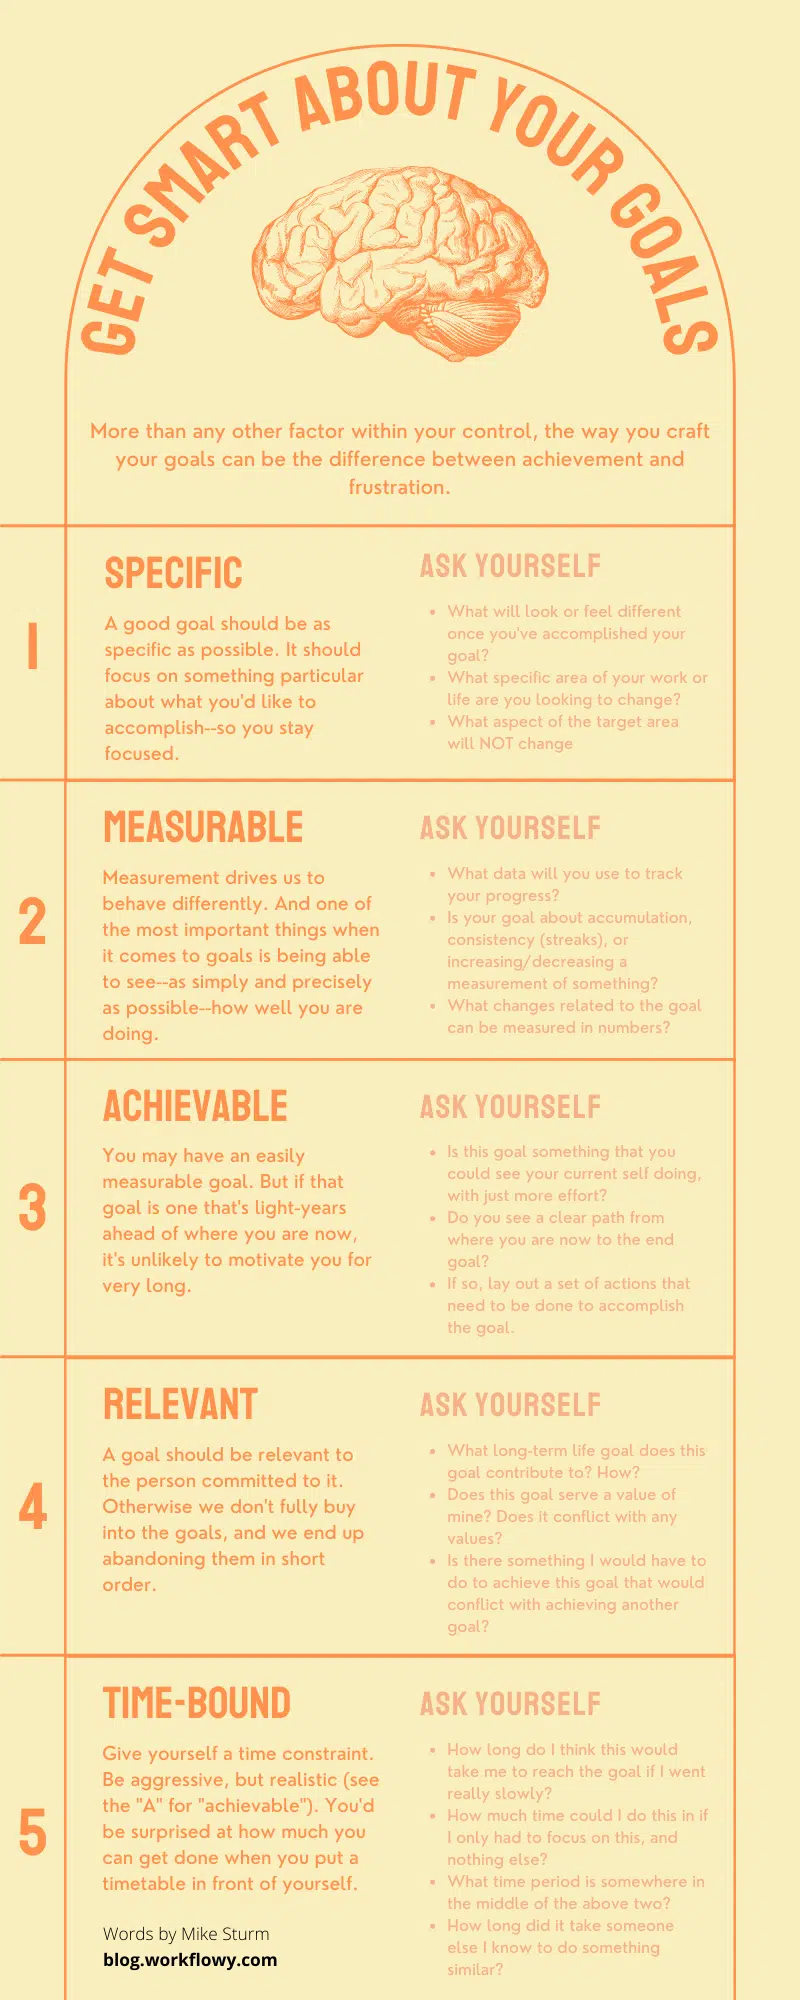 GET SMART ABOUT YOUR GOALS
More than any other factor within your control, the way you craft
your goals can be the difference between achievement and
frustration.
1
SPECIFIC
A good goal should be as
specific as possible. It should
focus on something particular
about what you'd like to
accomplish--so you stay
focused.
ASK YOURSELF
• What will look or feel different
once you've accomplished your
goal?
• What specific area of your work or
life are you looking to change?
• What aspect of the target area
will NOT change
2
MEASURABLE
Measurement drives us to
behave differently. And one of
the most important things when
it comes to goals is being able
to see--as simply and precisely
as possible--how well you are
doing.
ASK YOURSELF
• What data will you use to track
your progress?
• Is your goal about accumulation,
consistency (streaks), or
increasing/decreasing a
measurement of something?
• What changes related to the goal
can be measured in numbers?
3
ACHIEVABLE
You may have an easily
measurable goal. But if that
goal is one that's light-years
ahead of where you are now,
it's unlikely to motivate you for
very long.
ASK YOURSELF
• Is this goal something that you
could see your current self doing,
with just more effort?
• Do you see a clear path from
where you are now to the end
goal?
• If so, lay out a set of actions that
need to be done to accomplish
the goal.
4
RELEVANT
A goal should be relevant to
the person committed to it.
Otherwise we don't fully buy
into the goals, and we end up
abandoning them in short
order.
ASK YOURSELF
• What long-term life goal does this
goal contribute to? How?
• Does this goal serve a value of
mine? Does it conflict with any
values?
• Is there something I would have to
do to achieve this goal that would
conflict with achieving another
goal?
5
TIME-BOUND
Give yourself a time constraint.
Be aggressive, but realistic (see
the "A" for "achievable"). You'd
be surprised at how much you
can get done when you put a
timetable in front of yourself.
ASK YOURSELF
• How long do I think this would
take me to reach the goal if I went
really slowly?
• How much time could I do this in if
I only had to focus on this, and
nothing else?
• What time period is somewhere in
the middle of the above two?
• How long did it take someone
else I know to do something
similar?
Words by Mike Sturm
blog.workflowy.com